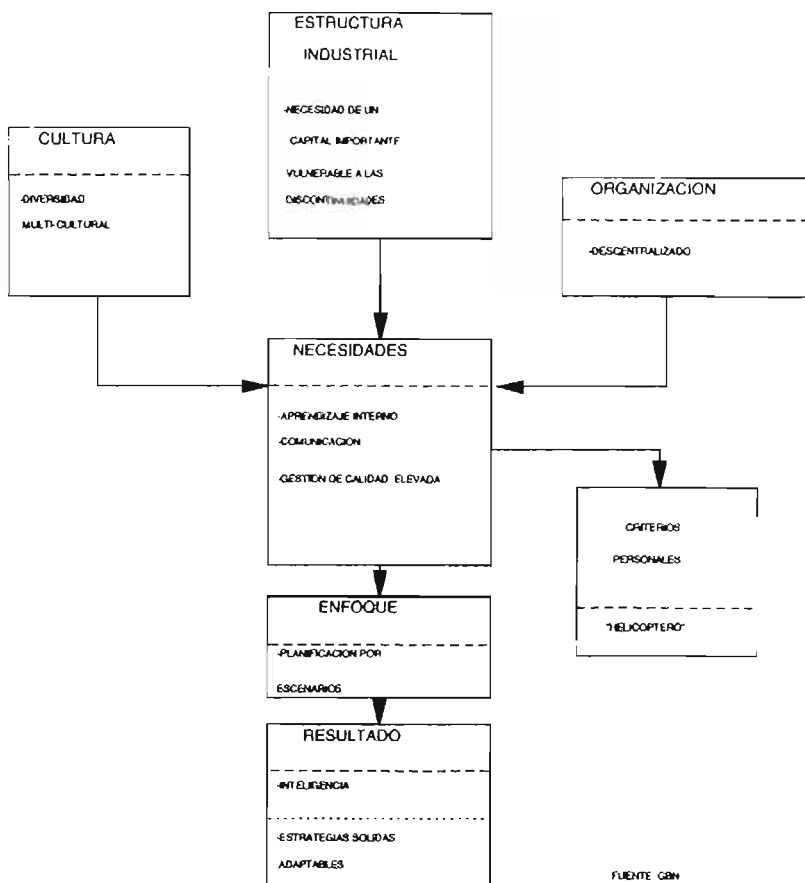 ESTRUCTURA
INDUSTRIAL
-NECESIDAD DE UN
CAPITAL IMPORTANTE
VULNERABLE A LAS
DISCONTINUIDADES
CULTURA
-DIVERSIDAD
MULTI-CULTURAL
ORGANIZACION
-DESCENTRALIZADO
NECESIDADES
-APRENDIZAJE INTERNO
-COMUNICACION
-GESTION DE CALIDAD ELEVADA
CRITERIOS
PERSONALES
"HELICOPTERO"
ENFOQUE
-PLANIFICACION POR
ESCENARIOS
RESULTADO
-INTELIGENCIA
-ESTRATEGIAS SOLIDAS
ADAPTABLES
FUENTE GBN